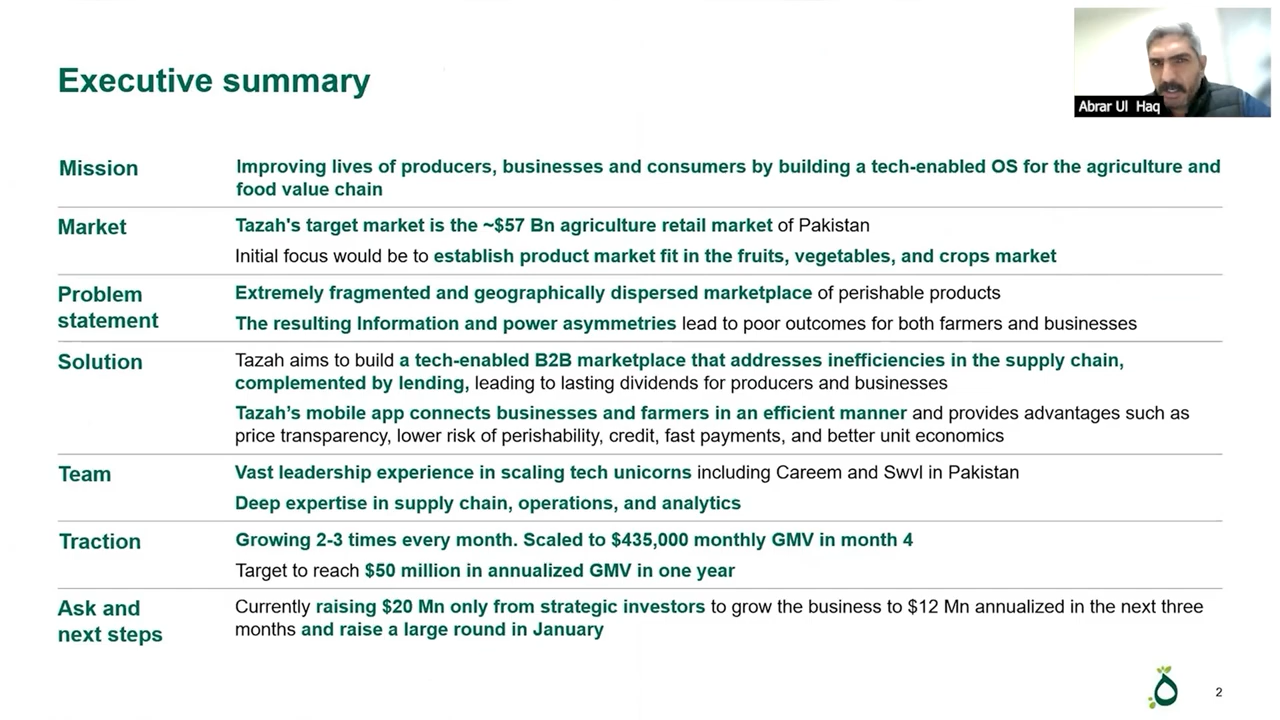 Executive summary
Abrar Ul Haq
Mission
Improving lives of producers, businesses and consumers by building a tech-enabled OS for the agriculture and
food value chain
Market
Tazah's target market is the ~$57 Bn agriculture retail market of Pakistan
Initial focus would be to establish product market fit in the fruits, vegetables, and crops market
Problem
statement
Extremely fragmented and geographically dispersed marketplace of perishable products
The resulting Information and power asymmetries lead to poor outcomes for both farmers and businesses
Solution
Tazah aims to build a tech-enabled B2B marketplace that addresses inefficiencies in the supply chain,
complemented by lending, leading to lasting dividends for producers and businesses
Tazah’s mobile app connects businesses and farmers in an efficient manner and provides advantages such as
price transparency, lower risk of perishability, credit, fast payments, and better unit economics
Team
Vast leadership experience in scaling tech unicorns including Careem and Swvl in Pakistan
Deep expertise in supply chain, operations, and analytics
Traction
Growing 2-3 times every month. Scaled to $435,000 monthly GMV in month 4
Target to reach $50 million in annualized GMV in one year
Ask and
next steps
Currently raising $20 Mn only from strategic investors to grow the business to $12 Mn annualized in the next three
months and raise a large round in January
2